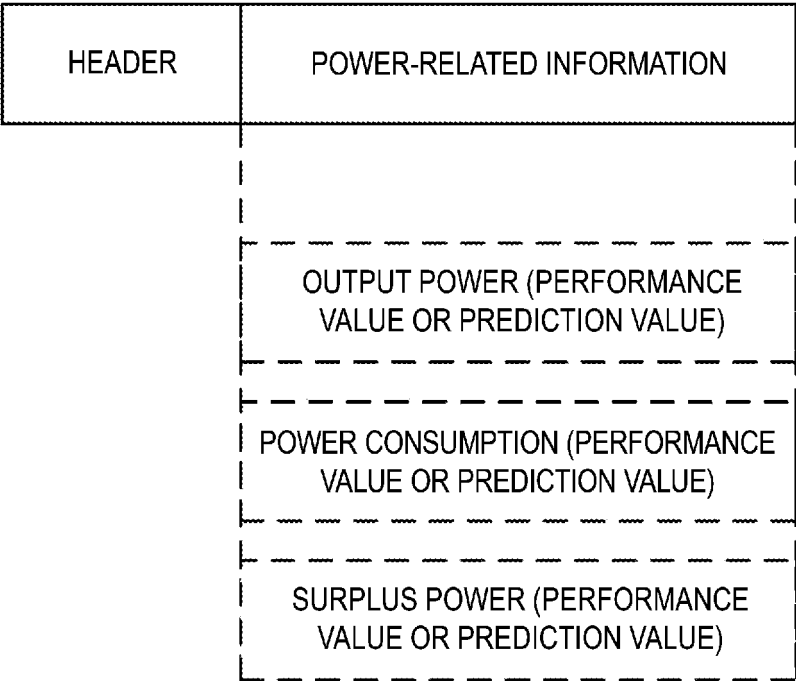 HEADER
POWER-RELATED INFORMATION
OUTPUT POWER (PERFORMANCE
VALUE OR PREDICTION VALUE)
POWER CONSUMPTION (PERFORMANCE
VALUE OR PREDICTION VALUE)
SURPLUS POWER (PERFORMANCE
VALUE OR PREDICTION VALUE)